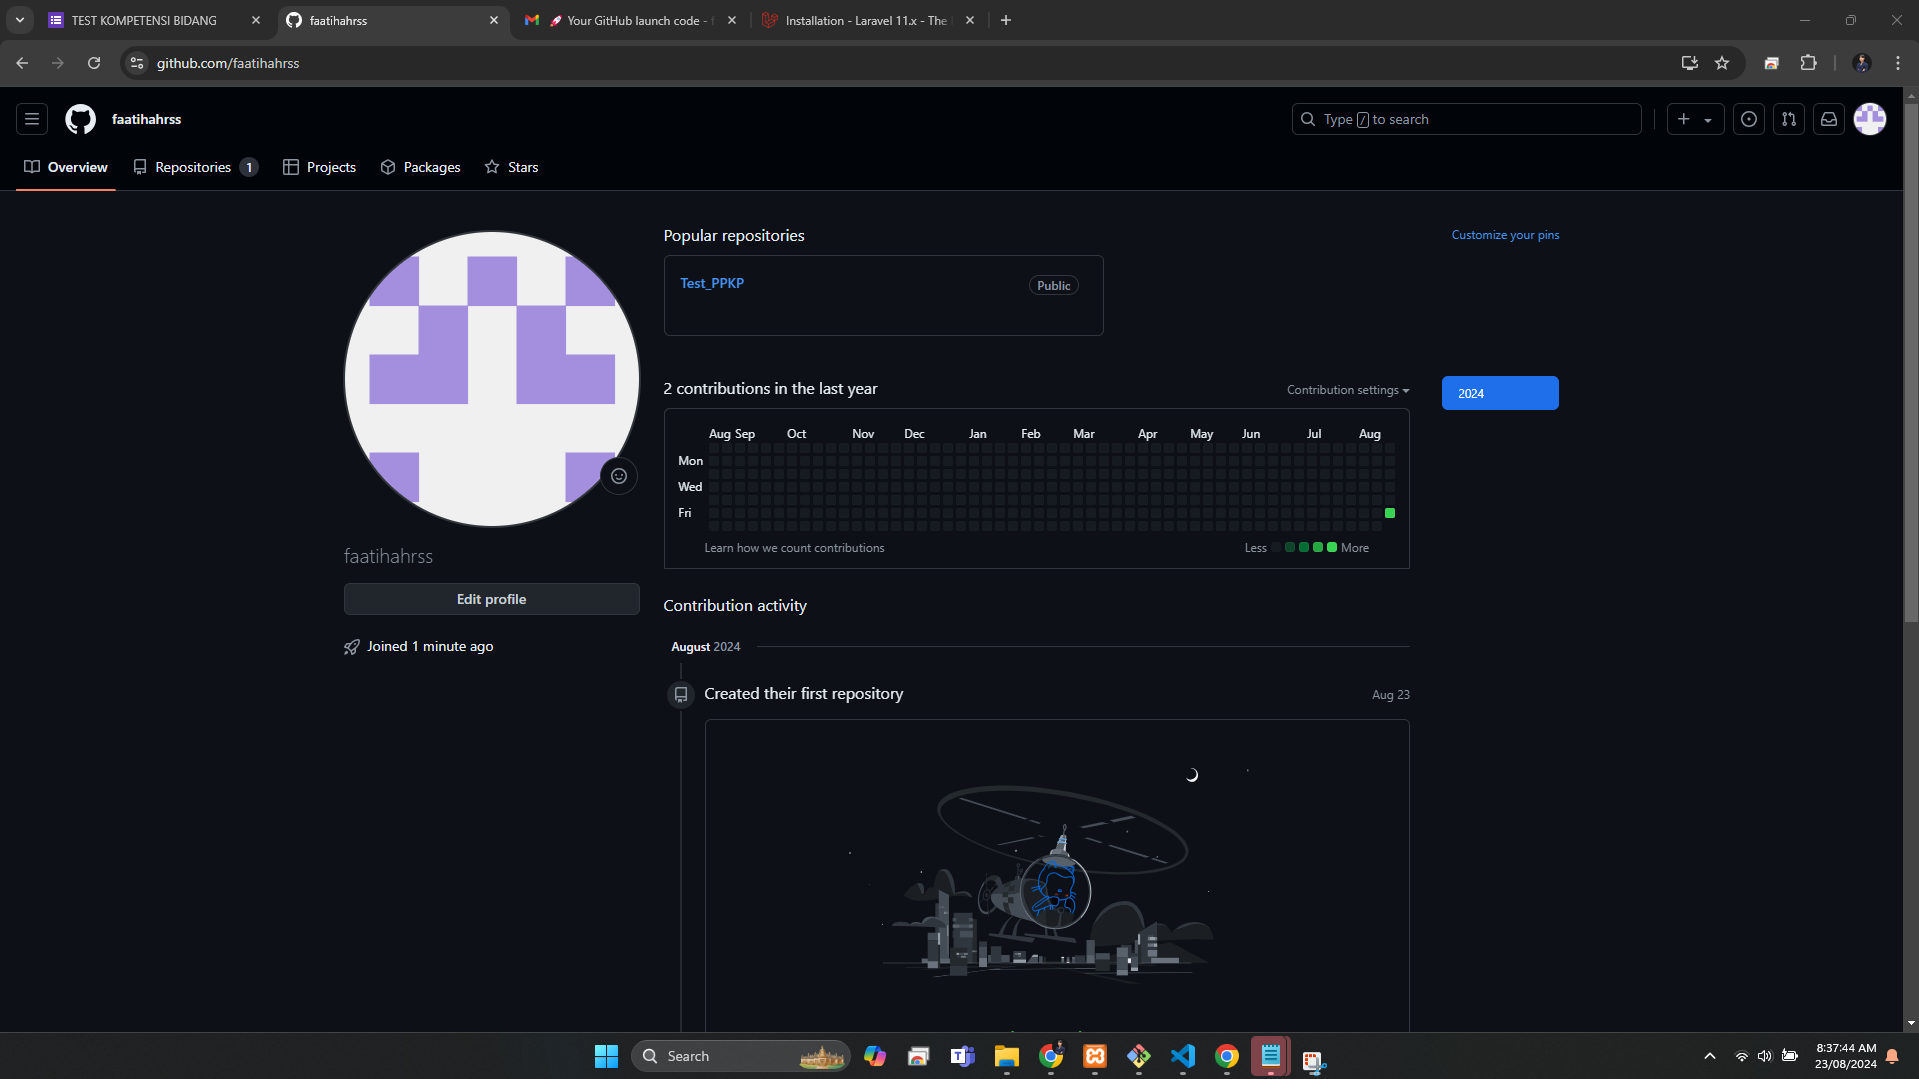 TEST KOMPETENSI BIDANG
faatihahrss
Your GitHub launch code -
Installation - Laravel 11.x - The
github.com/faatihahrss
faatihahrss
Type / to search
Overview
Repositories 1
Projects
Packages
Stars
Popular repositories
Customize your pins
Test_PPKP
Public
2 contributions in the last year
Contribution settings
2024
Aug Sep Oct Nov Dec Jan Feb Mar Apr May Jun Jul Aug
Mon
Wed
Fri
Learn how we count contributions
Less
More
faatihahrss
Edit profile
Joined 1 minute ago
Contribution activity
August 2024
Created their first repository
Aug 23
Search
8:37:44 AM
23/08/2024